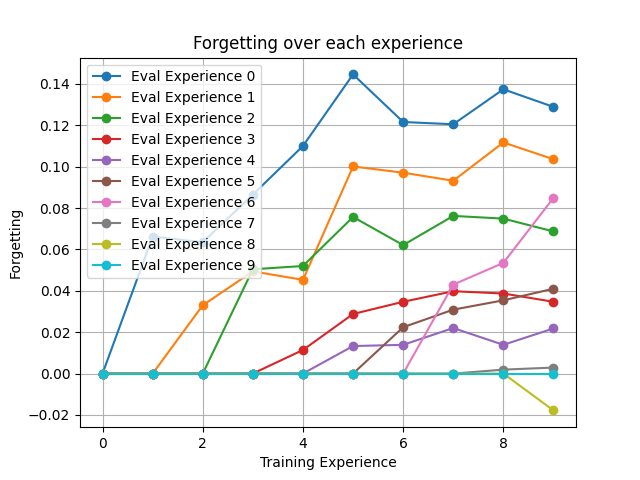 Forgetting over each experience
Eval Experience 0
Eval Experience 1
Eval Experience 2
Eval Experience 3
Eval Experience 4
Eval Experience 5
Eval Experience 6
Eval Experience 7
Eval Experience 8
Eval Experience 9
0.14
0.12
0.10
0.08
0.06
0.04
0.02
0.00
−0.02
Forgetting
0 2 4 6 8
Training Experience